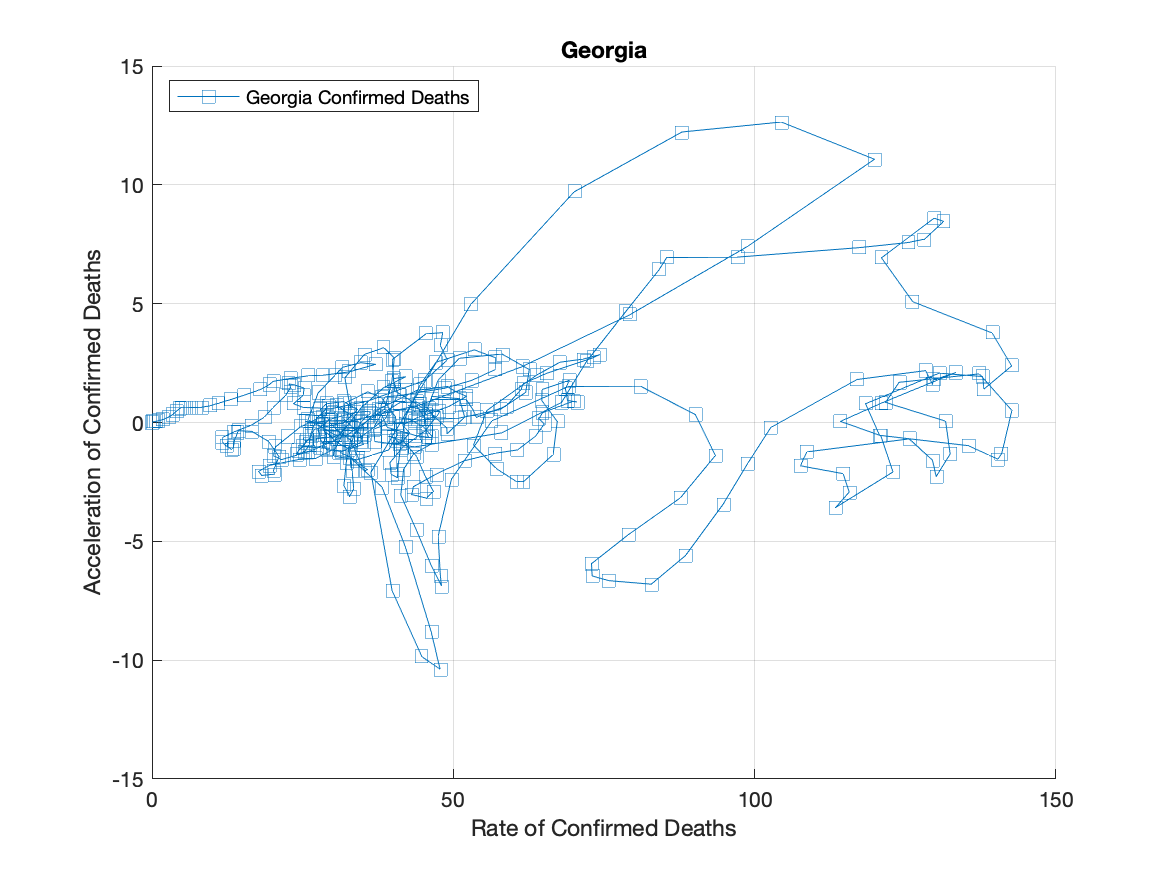 Georgia
Georgia Confirmed Deaths
15
10
5
0
-5
-10
-15
Acceleration of Confirmed Deaths
0 50 100 150
Rate of Confirmed Deaths